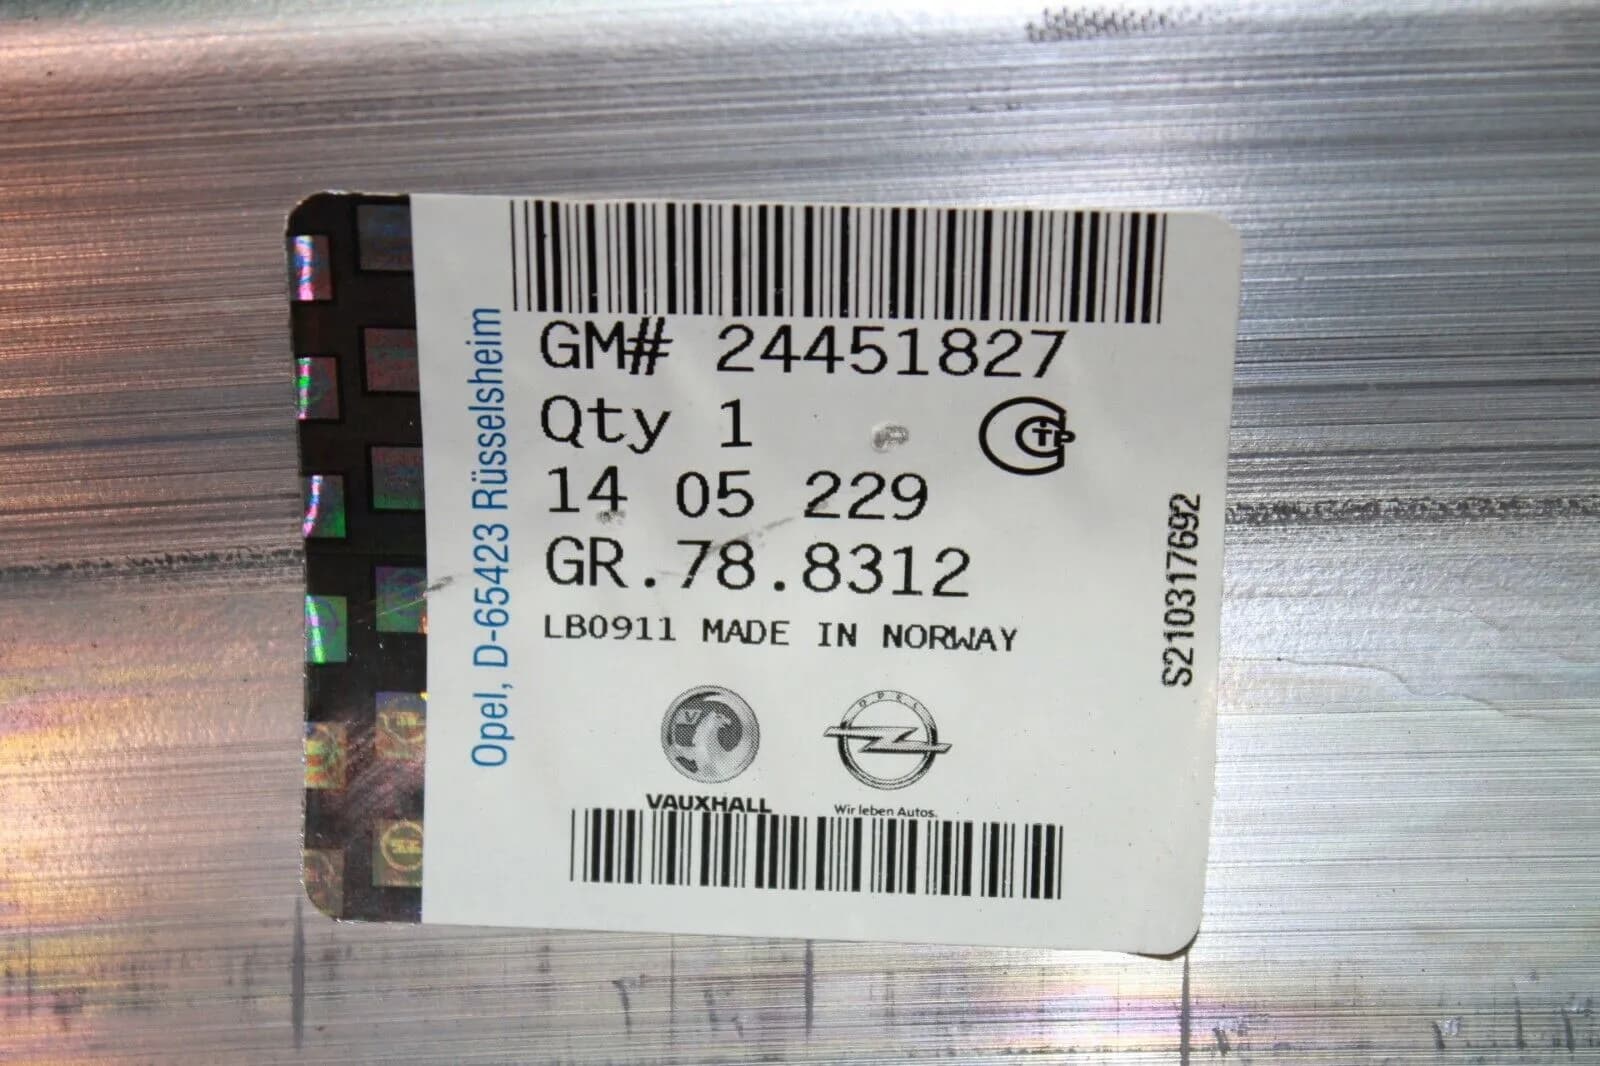 GM# 24451827
Qty 1
14 05 229
GR.78.8312
LB0911 MADE IN NORWAY
VAUXHALL
OPEL
Wir leben Autos.
Opel, D-65423 Rüsselsheim
S210317692